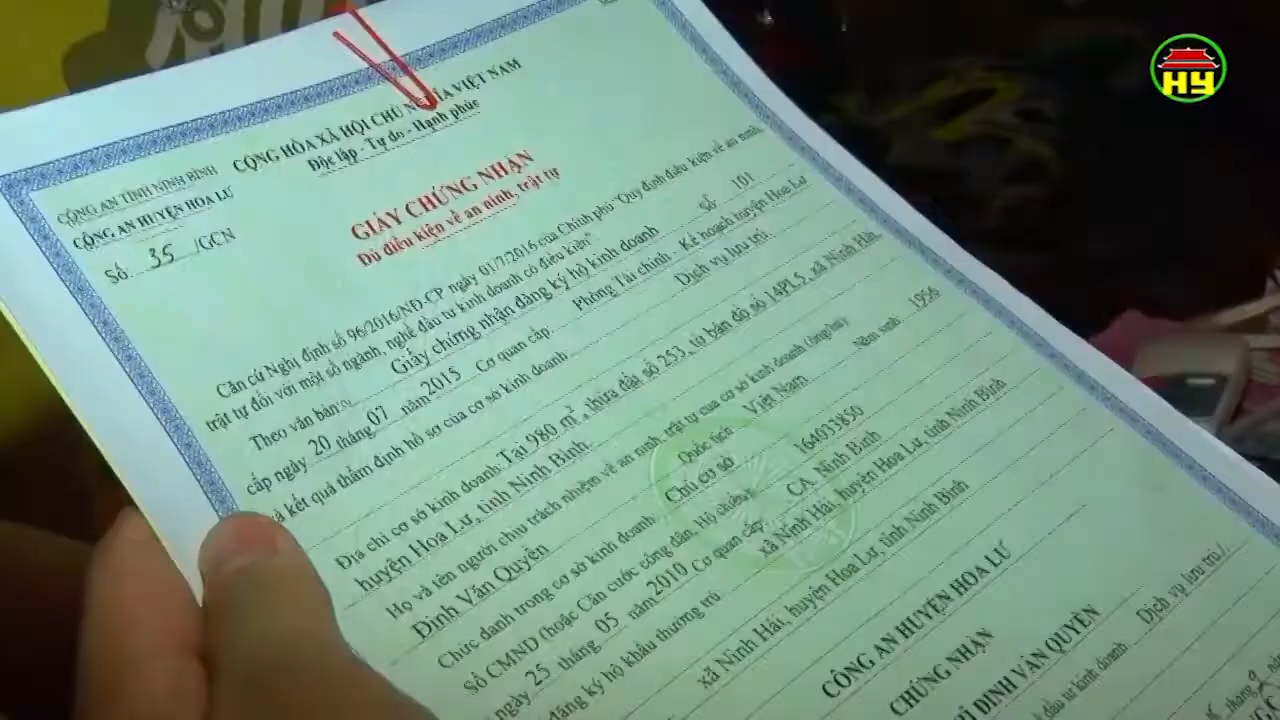 HY
CỘNG HÒA XÃ HỘI CHỦ NGHĨA VIỆT NAM
Độc lập - Tự do - Hạnh phúc
CÔNG AN TỈNH NINH BÌNH
CÔNG AN HUYỆN HOA LƯ
Số: 35 /GCN
GIẤY CHỨNG NHẬN
Đủ điều kiện về an ninh, trật tự
Căn cứ Nghị định số 96/2016/NĐ-CP ngày 01/7/2016 của Chính phủ "Quy định điều kiện về an ninh,
trật tự đối với một số ngành, nghề đầu tư kinh doanh có điều kiện"
Theo văn bản: Giấy chứng nhận đăng ký hộ kinh doanh số 101
cấp ngày 20 tháng 07 năm 2015 Cơ quan cấp: Phòng Tài chính - Kế hoạch huyện Hoa Lư
kết quả thẩm định hồ sơ của cơ sở kinh doanh Dịch vụ lưu trú
Địa chỉ cơ sở kinh doanh: Tại 980 m², thửa đất số 253, tờ bản đồ số 14PL5, xã Ninh Hải,
huyện Hoa Lư, tỉnh Ninh Bình.
Họ và tên người chịu trách nhiệm về an ninh, trật tự của cơ sở kinh doanh (ông/bà)
Đinh Văn Quyên Quốc tịch Việt Nam Năm sinh: 1956
Chức danh trong cơ sở kinh doanh: Chủ cơ sở
Số CMND (hoặc Căn cước công dân, Hộ chiếu): 164033850
ngày 25 tháng 05 năm 2010 Cơ quan cấp: CA Ninh Bình
đăng ký hộ khẩu thường trú xã Ninh Hải, huyện Hoa Lư, tỉnh Ninh Bình
xã Ninh Hải, huyện Hoa Lư, tỉnh Ninh Bình
CÔNG AN HUYỆN HOA LƯ
CHỨNG NHẬN
ĐINH VĂN QUYÊN
đầu tư kinh doanh Dịch vụ lưu trú./.
tháng 9